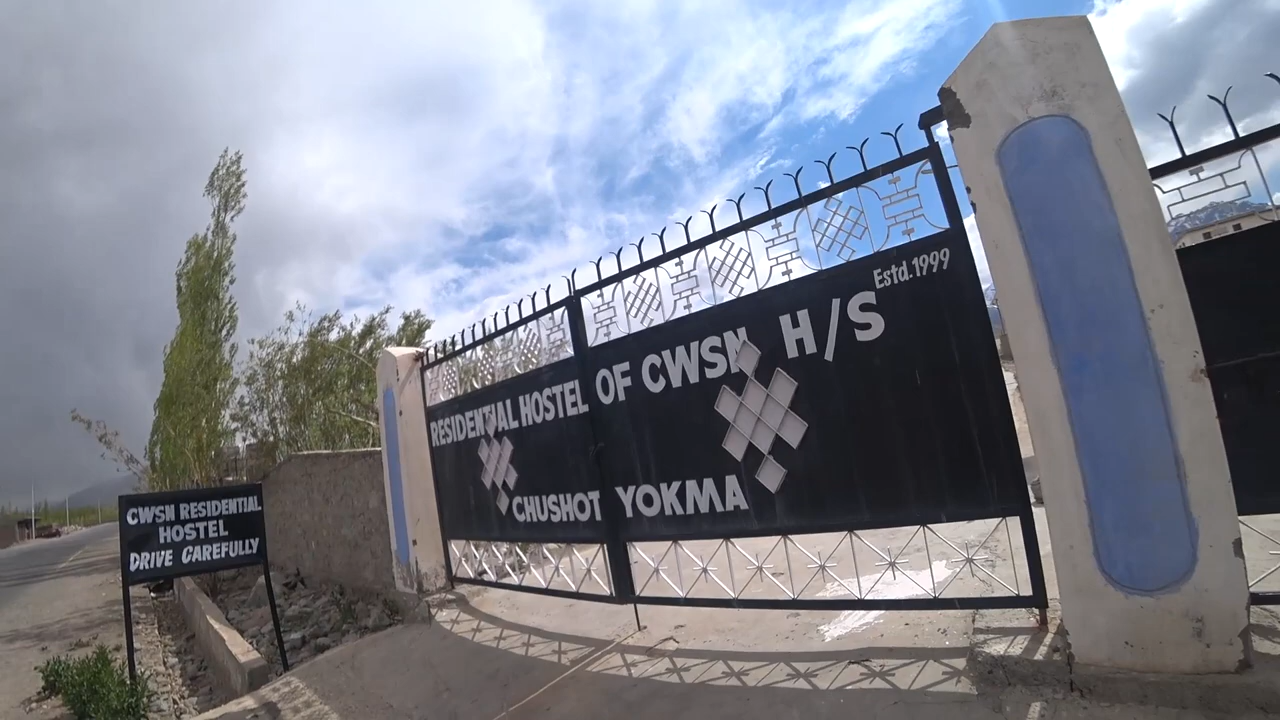 Estd.1999
RESIDENTIAL HOSTEL OF CWSN H/S
CHUSHOT YOKMA
CWSN RESIDENTIAL
HOSTEL
DRIVE CAREFULLY